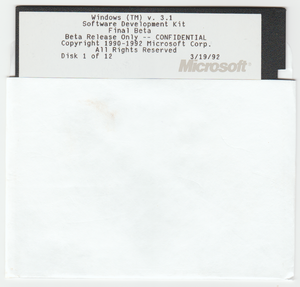 Windows (TM) v. 3.1
Software Development Kit
Final Beta
Beta Release Only -- CONFIDENTIAL
Copyright 1990-1992 Microsoft Corp.
All Rights Reserved
Disk 1 of 12 3/19/92
Microsoft